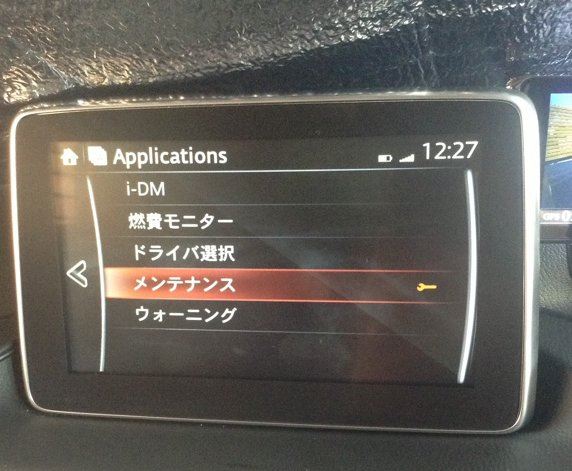 Applications 12:27
i-DM
燃費モニター
ドライバ選択
メンテナンス
ウォーニング
GPS